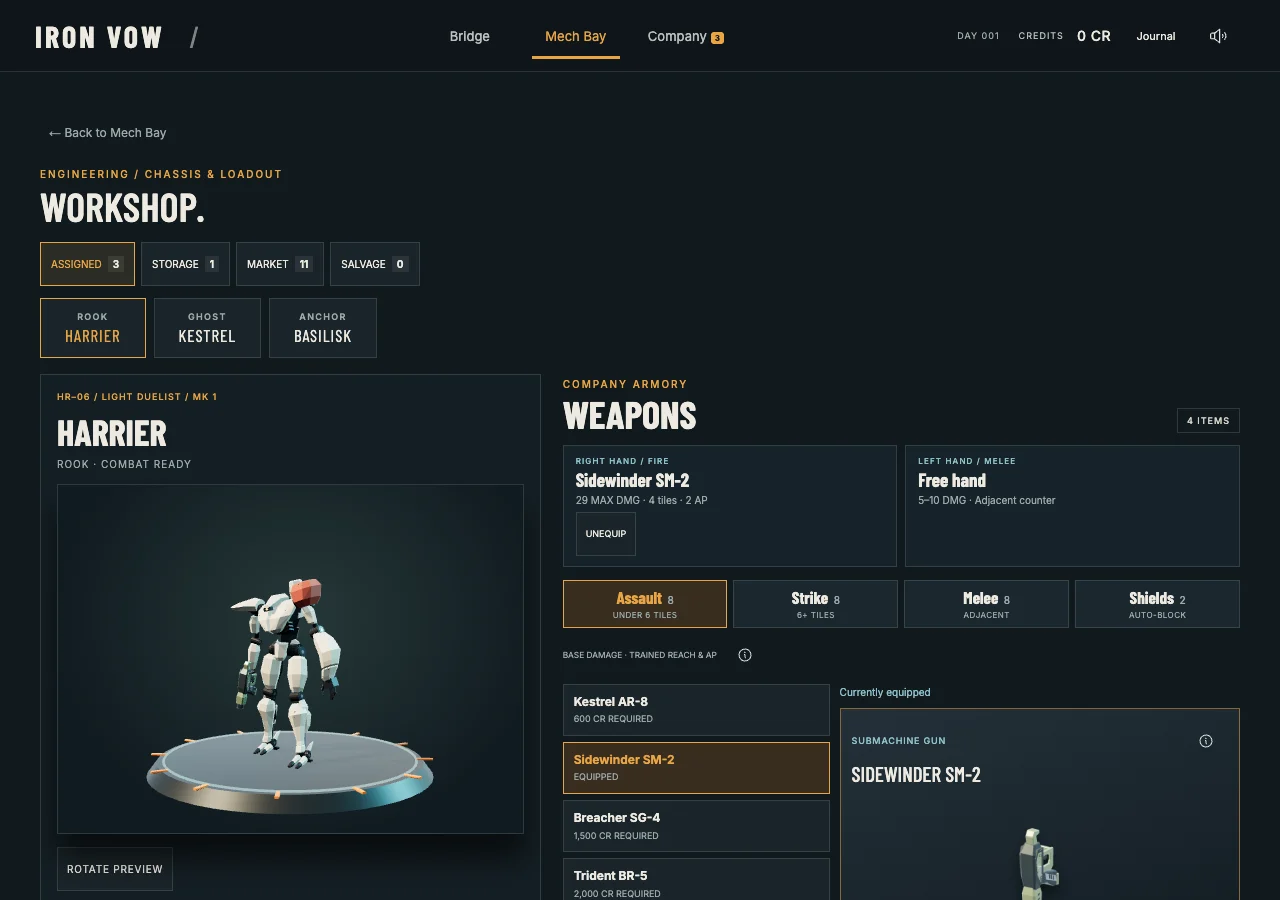 IRON VOW /
Bridge
Mech Bay
Company 3
DAY 001
CREDITS 0 CR
Journal
← Back to Mech Bay
ENGINEERING / CHASSIS & LOADOUT
WORKSHOP.
ASSIGNED 3
STORAGE 1
MARKET 11
SALVAGE 0
ROOK
HARRIER
GHOST
KESTREL
ANCHOR
BASILISK
HR-06 / LIGHT DUELIST / MK 1
HARRIER
ROOK · COMBAT READY
ROTATE PREVIEW
COMPANY ARMORY
WEAPONS
4 ITEMS
RIGHT HAND / FIRE
Sidewinder SM-2
29 MAX DMG · 4 tiles · 2 AP
UNEQUIP
LEFT HAND / MELEE
Free hand
5–10 DMG · Adjacent counter
Assault 8
UNDER 6 TILES
Strike 8
6+ TILES
Melee 8
ADJACENT
Shields 2
AUTO-BLOCK
BASE DAMAGE · TRAINED REACH & AP
Kestrel AR-8
600 CR REQUIRED
Sidewinder SM-2
EQUIPPED
Breacher SG-4
1,500 CR REQUIRED
Trident BR-5
2,000 CR REQUIRED
Currently equipped
SUBMACHINE GUN
SIDEWINDER SM-2